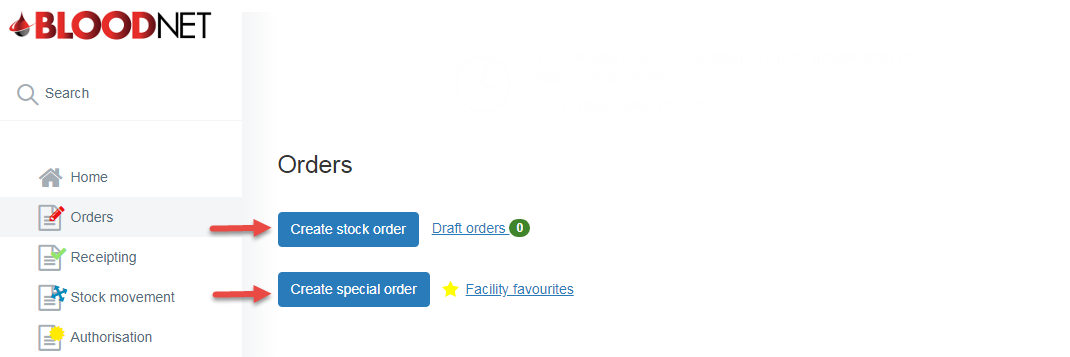 BLOODNET
Search
Home
Orders
Receipting
Stock movement
Authorisation
Orders
Create stock order Draft orders 0
Create special order Facility favourites